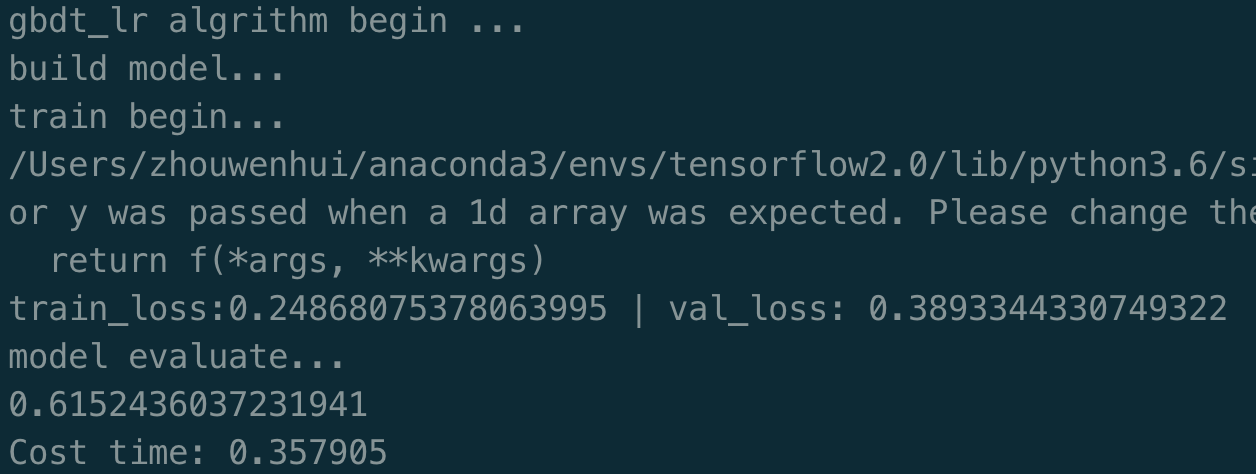 gbdt_lr algrithm begin ...
build model...
train begin...
/Users/zhouwenhui/anaconda3/envs/tensorflow2.0/lib/python3.6/si
or y was passed when a 1d array was expected. Please change the
  return f(*args, **kwargs)
train_loss:0.24868075378063995 | val_loss: 0.3893344330749322
model evaluate...
0.6152436037231941
Cost time: 0.357905